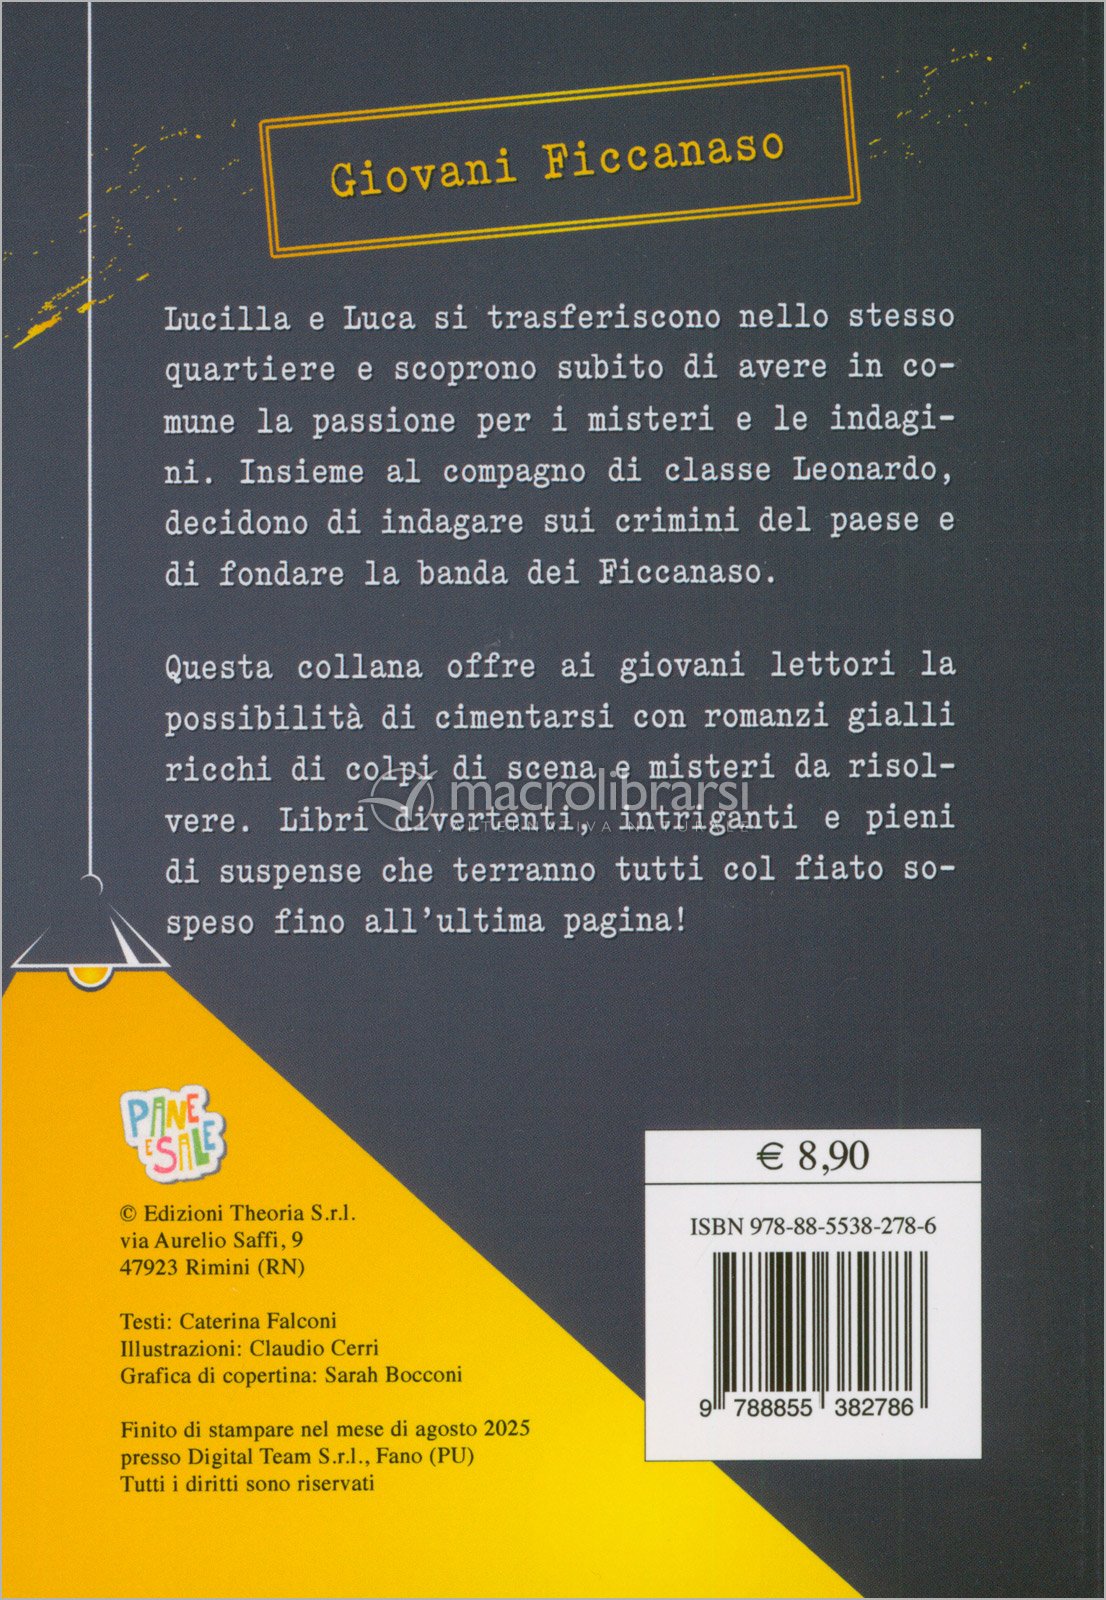 Giovani Ficcanaso
Lucilla e Luca si trasferiscono nello stesso
quartiere e scoprono subito di avere in co-
mune la passione per i misteri e le indagi-
ni. Insieme al compagno di classe Leonardo,
decidono di indagare sui crimini del paese e
di fondare la banda dei Ficcanaso.
Questa collana offre ai giovani lettori la
possibilità di cimentarsi con romanzi gialli
ricchi di colpi di scena e misteri da risol-
vere. Libri divertenti, intriganti e pieni
di suspense che terranno tutti col fiato so-
speso fino all'ultima pagina!
macrolibrarsi
PANE
E
SALE
© Edizioni Theoria S.r.l.
via Aurelio Saffi, 9
47923 Rimini (RN)
Testi: Caterina Falconi
Illustrazioni: Claudio Cerri
Grafica di copertina: Sarah Bocconi
Finito di stampare nel mese di agosto 2025
presso Digital Team S.r.l., Fano (PU)
Tutti i diritti sono riservati
€ 8,90
ISBN 978-88-5538-278-6
9 788855 382786